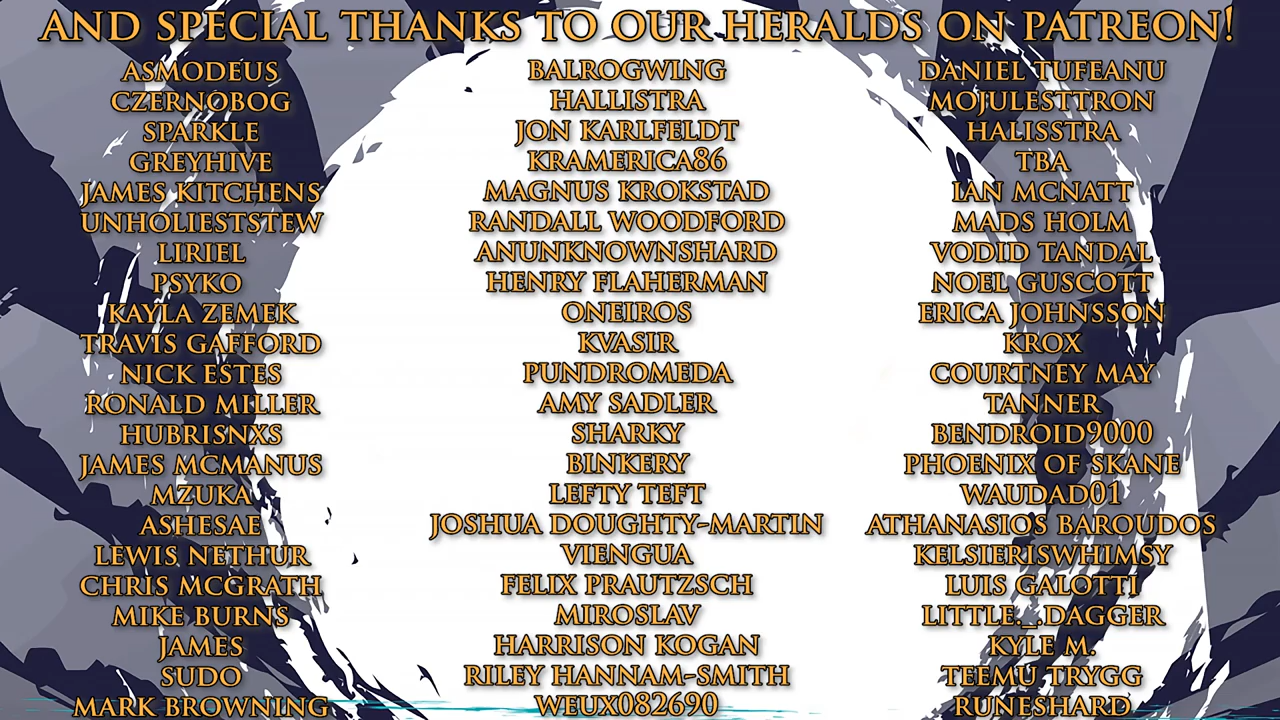 AND SPECIAL THANKS TO OUR HERALDS ON PATREON!
ASMODEUS
CZERNOBOG
SPARKLE
GREYHIVE
JAMES KITCHENS
UNHOLIESTSTEW
LIRIEL
PSYKO
KAYLA ZEMEK
TRAVIS GAFFORD
NICK ESTES
RONALD MILLER
HUBRISNXS
JAMES MCMANUS
MZUKA
ASHESAE
LEWIS NETHUR
CHRIS MCGRATH
MIKE BURNS
JAMES
SUDO
MARK BROWNING
BALROGWING
HALLISTRA
JON KARLFELDT
KRAMERICA86
MAGNUS KROKSTAD
RANDALL WOODFORD
ANUNKNOWNSHARD
HENRY FLAHERMAN
ONEIROS
KVASIR
PUNDROMEDA
AMY SADLER
SHARKY
BINKERY
LEFTY TEFT
JOSHUA DOUGHTY-MARTIN
VIENGUA
FELIX PRAUTZSCH
MIROSLAV
HARRISON KOGAN
RILEY HANNAM-SMITH
WEUX082690
DANIEL TUFEANU
MOJULESTTRON
HALISSTRA
TBA
IAN MCNATT
MADS HOLM
VODID TANDAL
NOEL GUSCOTT
ERICA JOHNSSON
KROX
COURTNEY MAY
TANNER
BENDROID9000
PHOENIX OF SKANE
WAUDAD01
ATHANASIOS BAROUDOS
KELSIERISWHIMSY
LUIS GALOTTI
LITTLE._.DAGGER
KYLE M.
TEEMU TRYGG
RUNESHARD